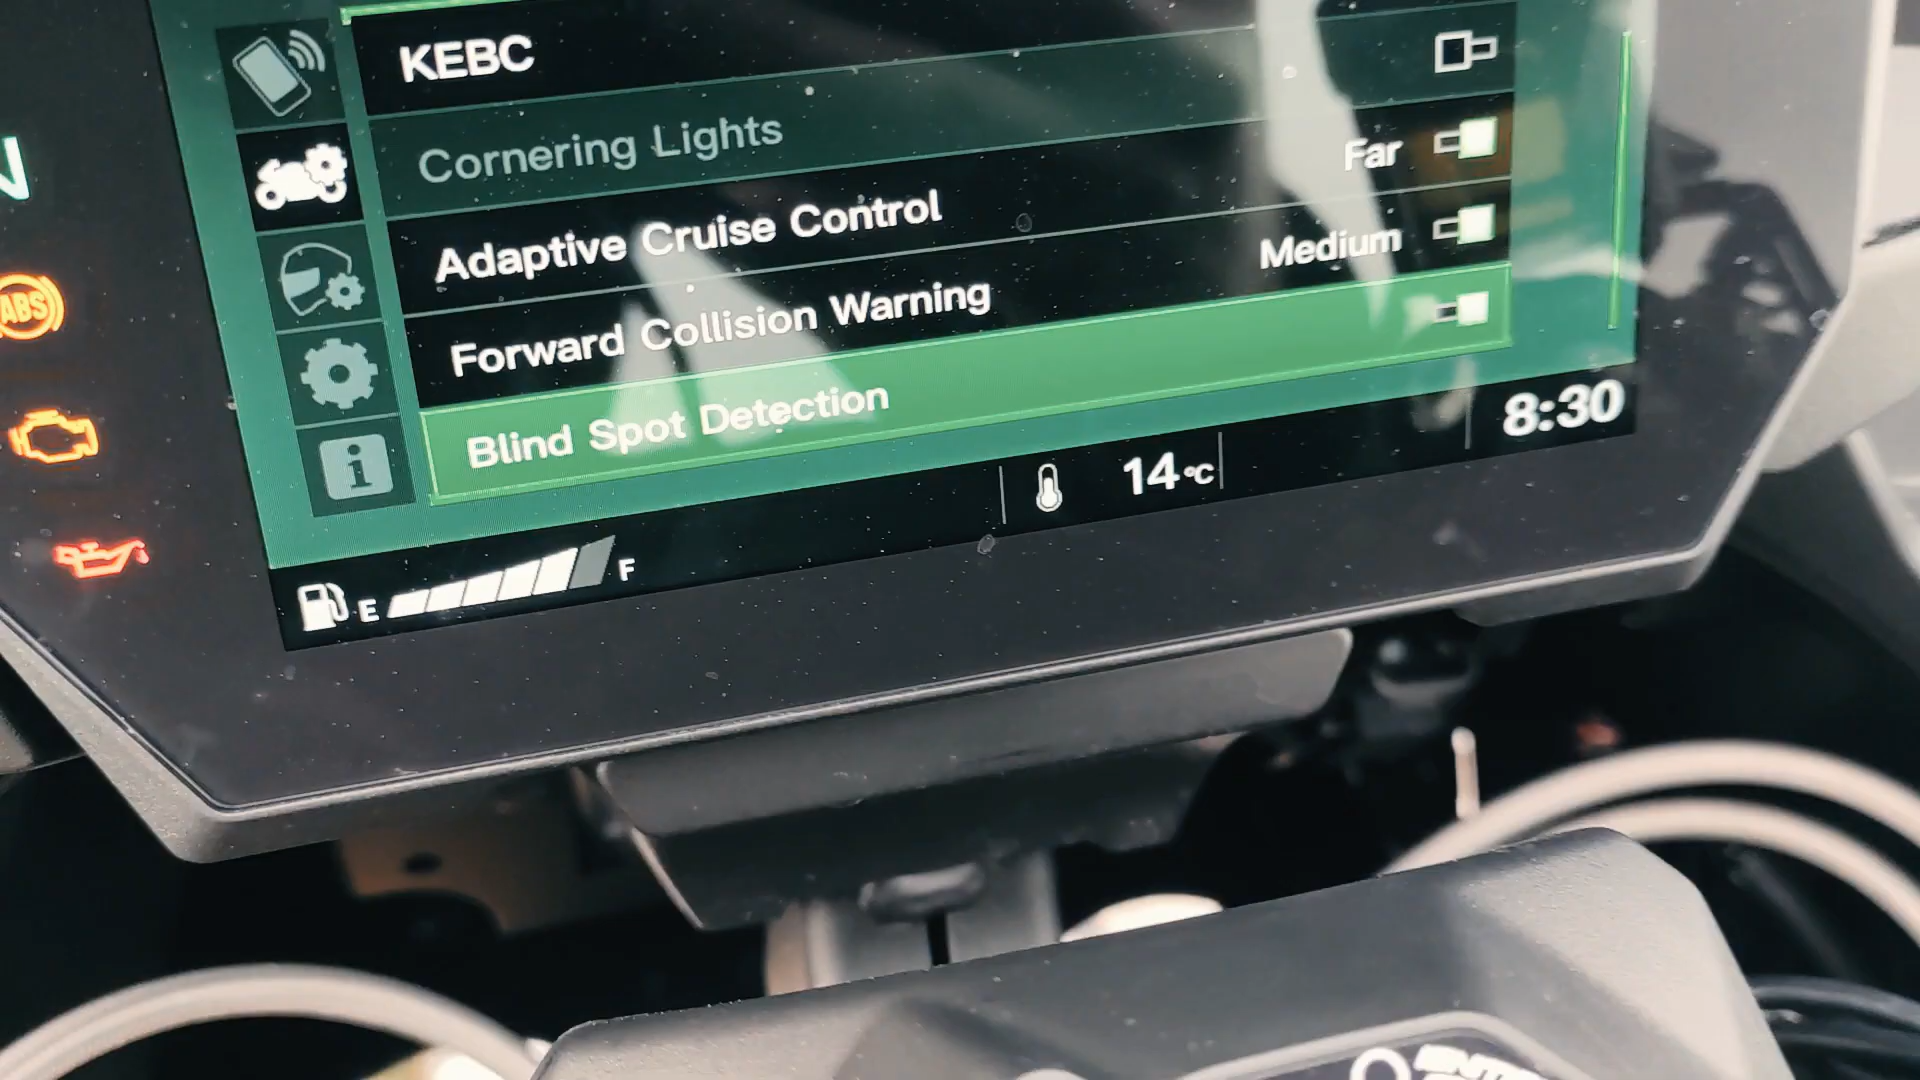 KEBC
Cornering Lights
Adaptive Cruise Control Far
Forward Collision Warning Medium
Blind Spot Detection
N
ABS
i
14°C
8:30
E F